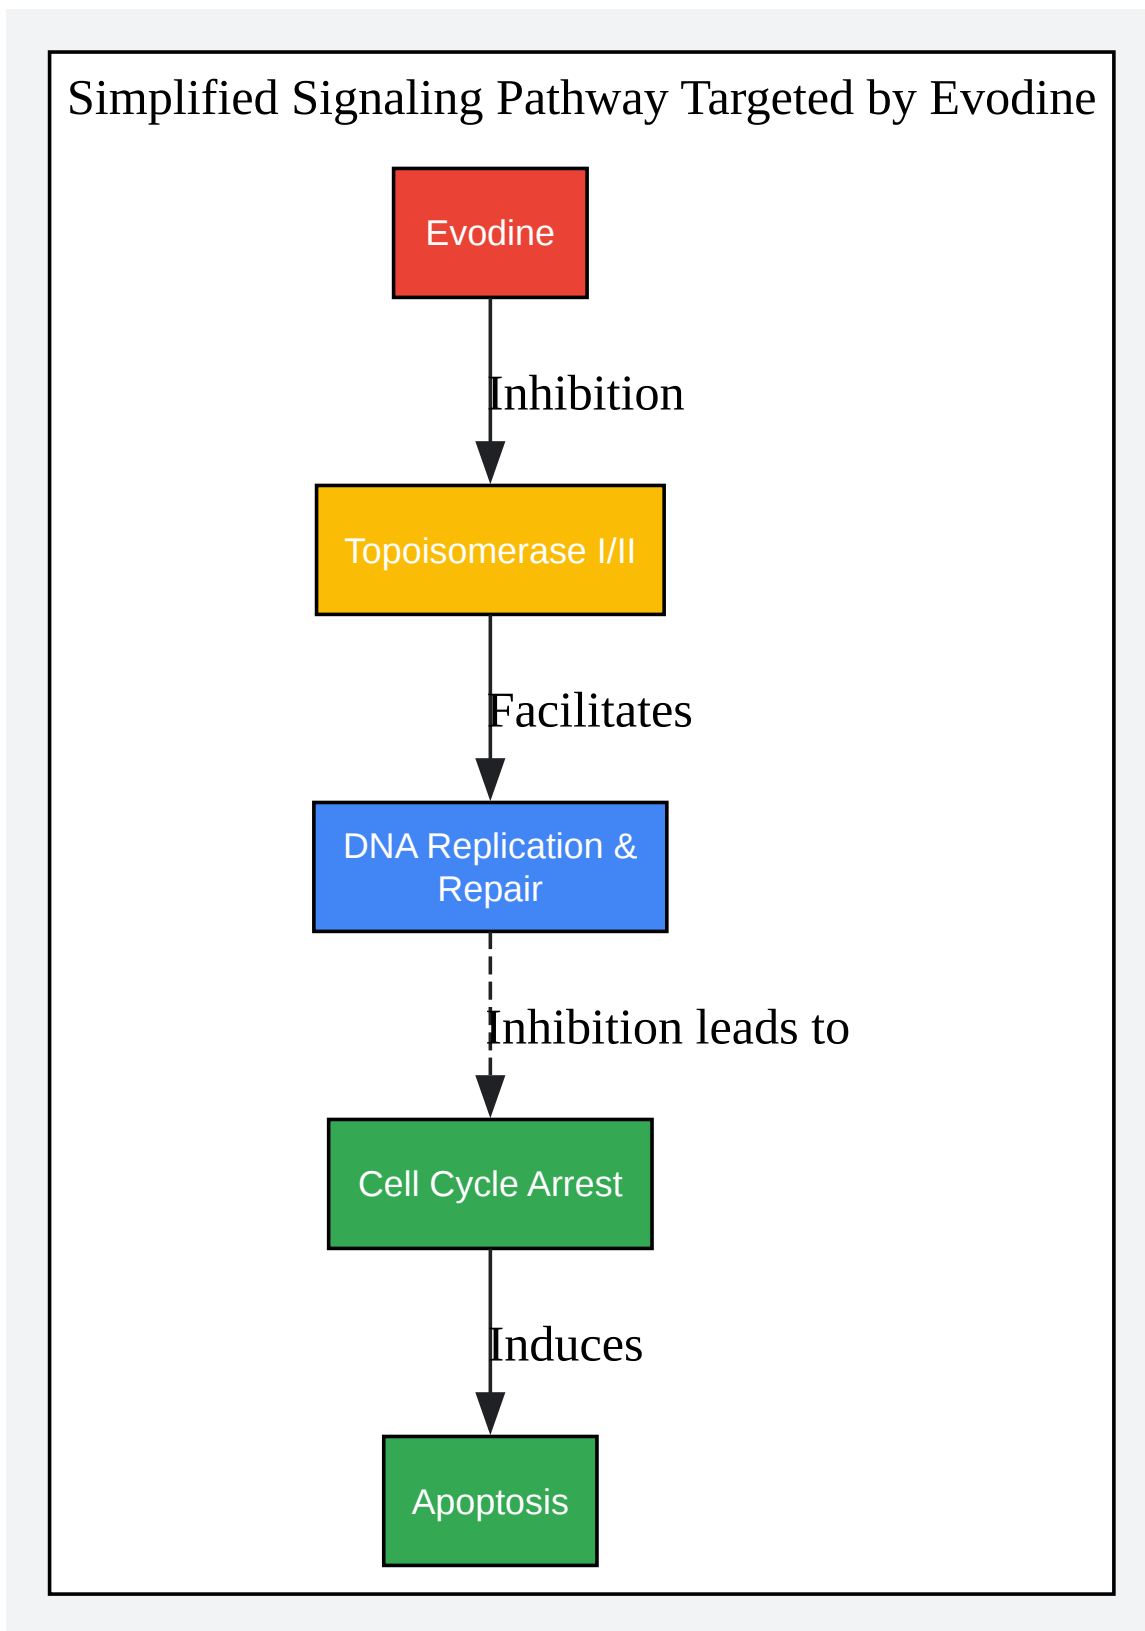 Simplified Signaling Pathway Targeted by Evodine
Evodine
Inhibition
Topoisomerase I/II
Facilitates
DNA Replication &
Repair
Inhibition leads to
Cell Cycle Arrest
Induces
Apoptosis